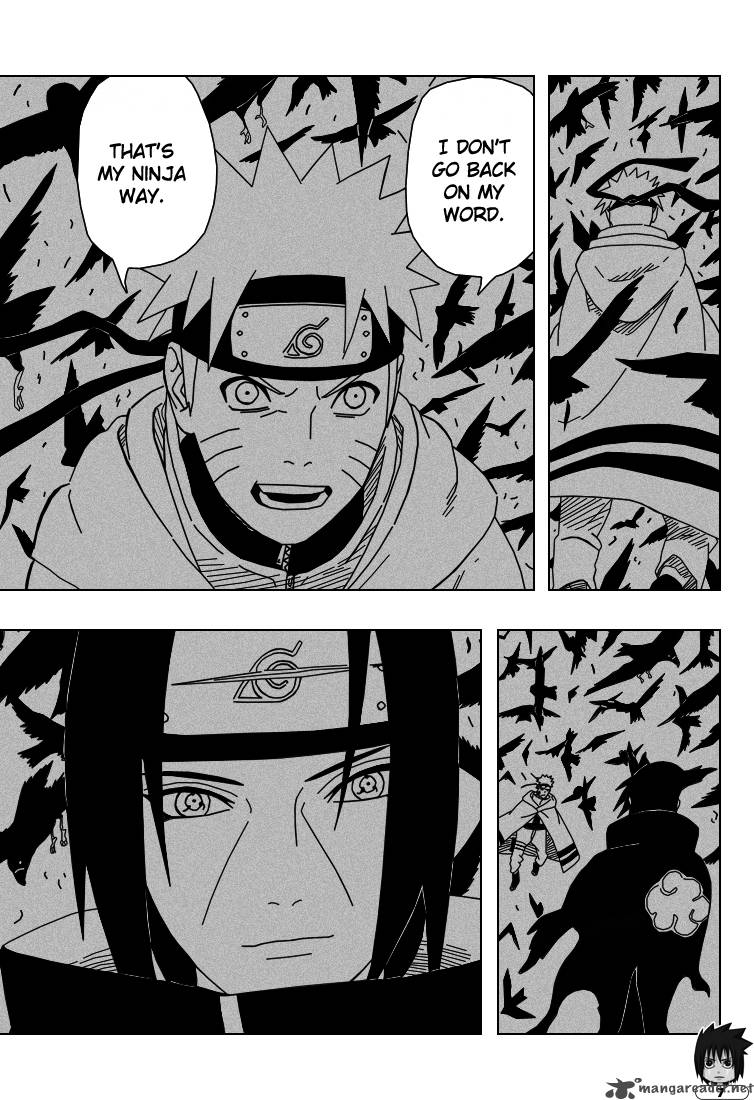 I DON'T
GO BACK
ON MY
WORD.
THAT'S
MY NINJA
WAY.
7
mangareader.net